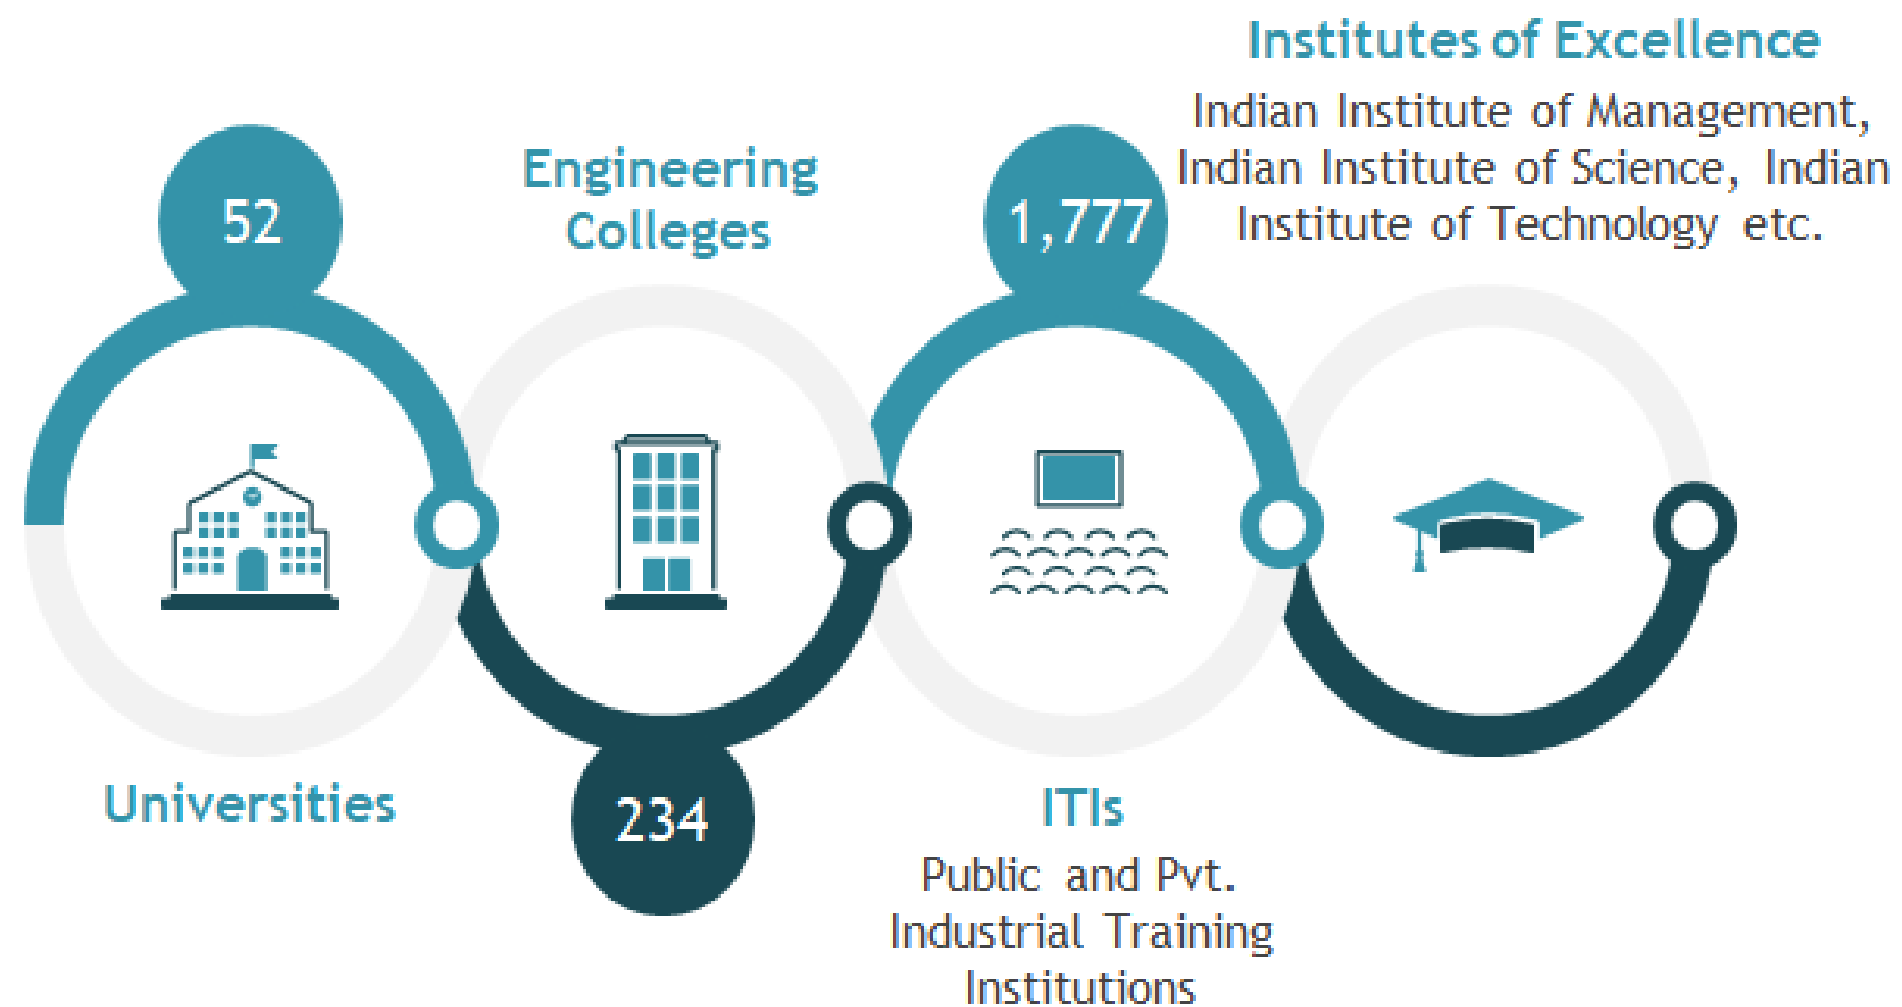 52
Universities
Engineering
Colleges
234
1,777
ITIs
Public and Pvt.
Industrial Training
Institutions
Institutes of Excellence
Indian Institute of Management,
Indian Institute of Science, Indian
Institute of Technology etc.